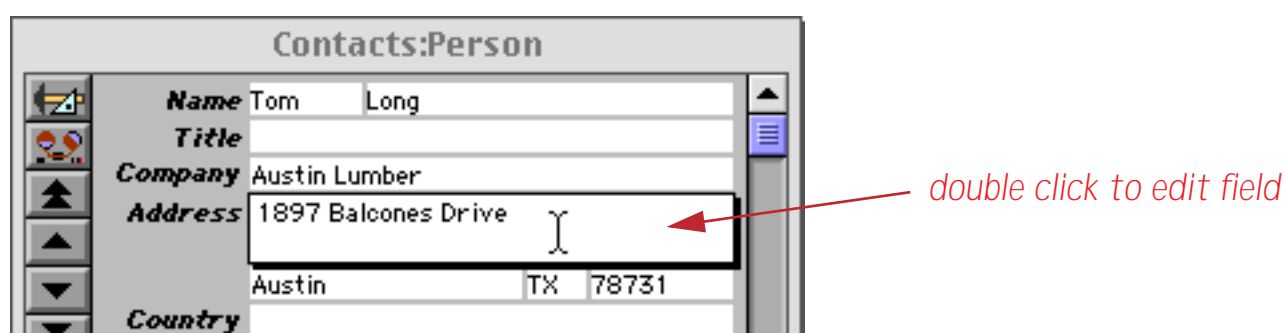 Contacts:Person
Name Tom Long
Title
Company Austin Lumber
Address 1897 Balcones Drive
double click to edit field
Austin TX 78731
Country